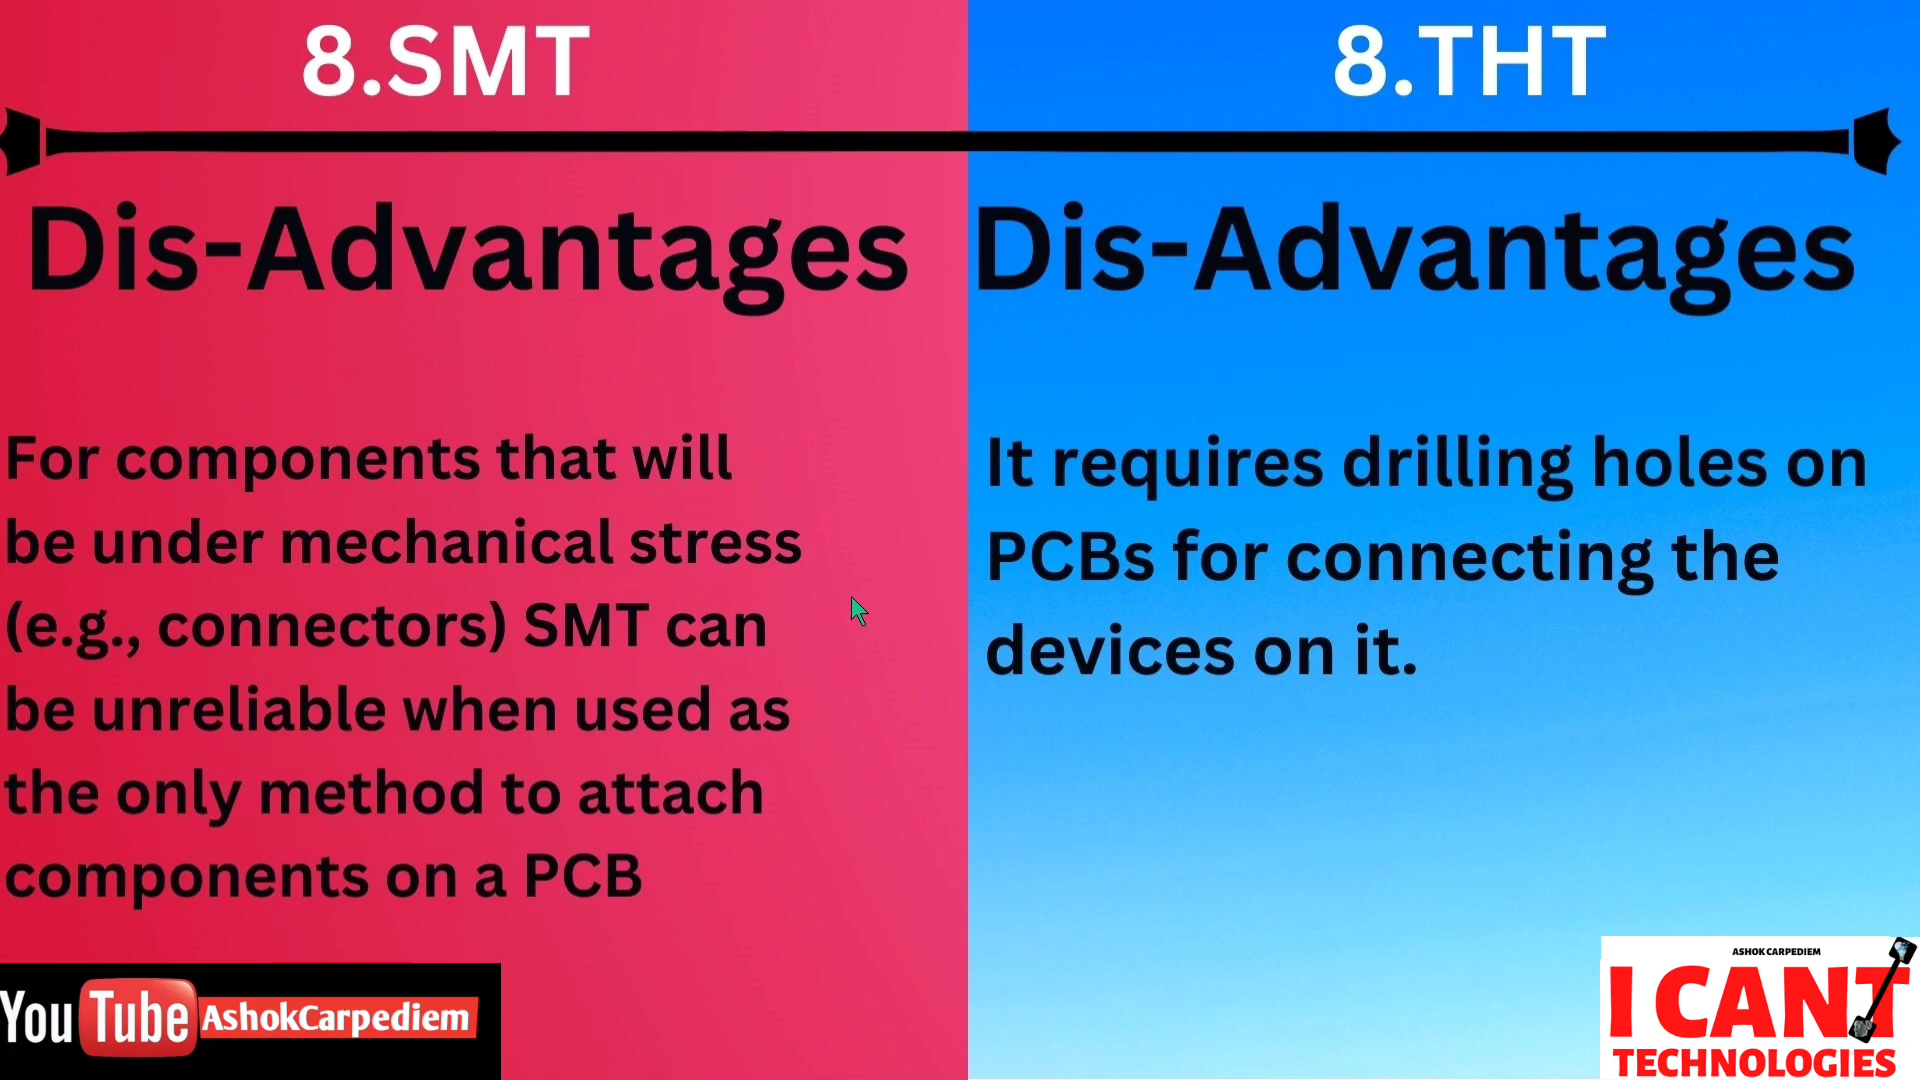 8.SMT
8.THT
Dis-Advantages
Dis-Advantages
For components that will
be under mechanical stress
(e.g., connectors) SMT can
be unreliable when used as
the only method to attach
components on a PCB
It requires drilling holes on
PCBs for connecting the
devices on it.
YouTube AshokCarpediem
ASHOK CARPEDIEM
I CANT
TECHNOLOGIES